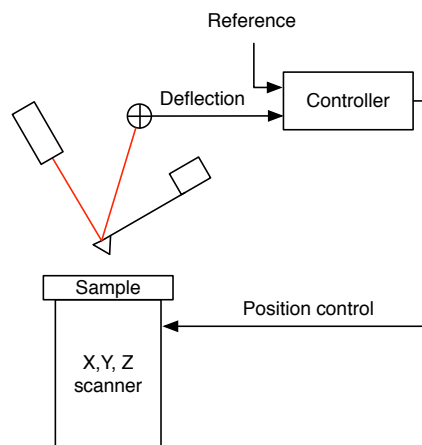 Reference
Deflection
Controller
Sample
Position control
X,Y, Z
scanner